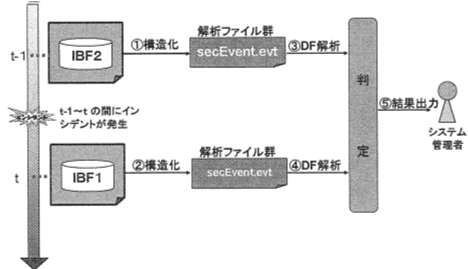 解析ファイル群
①構造化
③DF解析
t-1
IBF2
secEvent.evt
判
⑤結果出力
t-1～t の間にイン
シデントが発生
システム
管理者
解析ファイル群
②構造化
④DF解析
定
t
IBF1
secEvent.evt